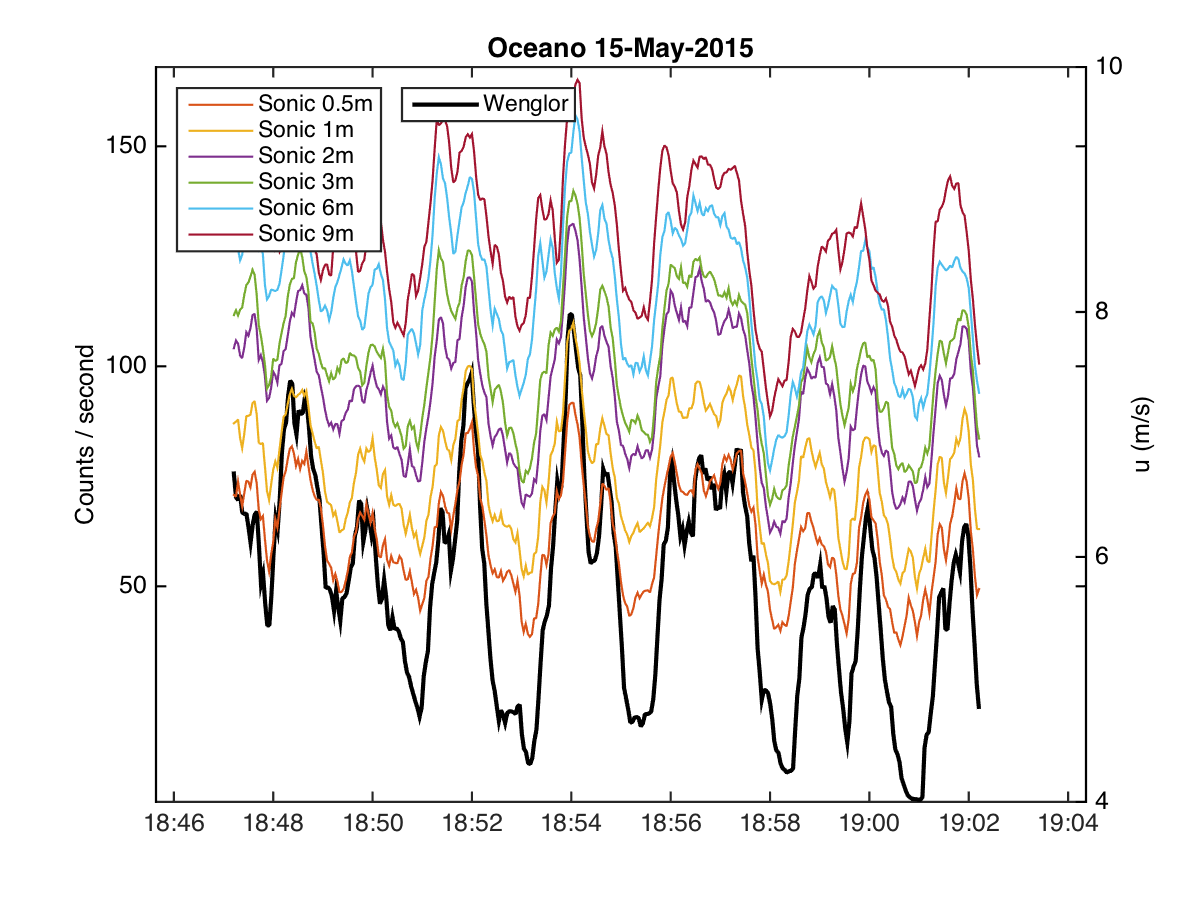 Oceano 15-May-2015
Sonic 0.5m
Sonic 1m
Sonic 2m
Sonic 3m
Sonic 6m
Sonic 9m
Wenglor
150
100
50
Counts / second
10
8
6
4
u (m/s)
18:46 18:48 18:50 18:52 18:54 18:56 18:58 19:00 19:02 19:04